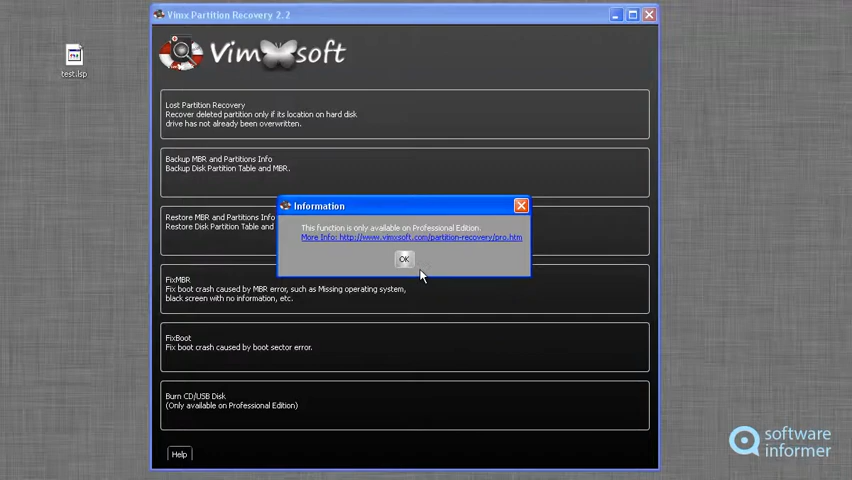 Vimx Partition Recovery 2.2
Vim soft
test.lsp
Lost Partition Recovery
Recover deleted partition only if its location on hard disk
drive has not already been overwritten.
Backup MBR and Partitions Info
Backup Disk Partition Table and MBR.
Information
This function is only available on Professional Edition.
More Info: http://www.vimxsoft.com/partition-recovery/pro.htm
OK
Restore MBR and Partitions Info
Restore Disk Partition Table and
FixMBR
Fix boot crash caused by MBR error, such as Missing operating system,
black screen with no information, etc.
FixBoot
Fix boot crash caused by boot sector error.
Burn CD/USB Disk
(Only available on Professional Edition)
Help
software
informer